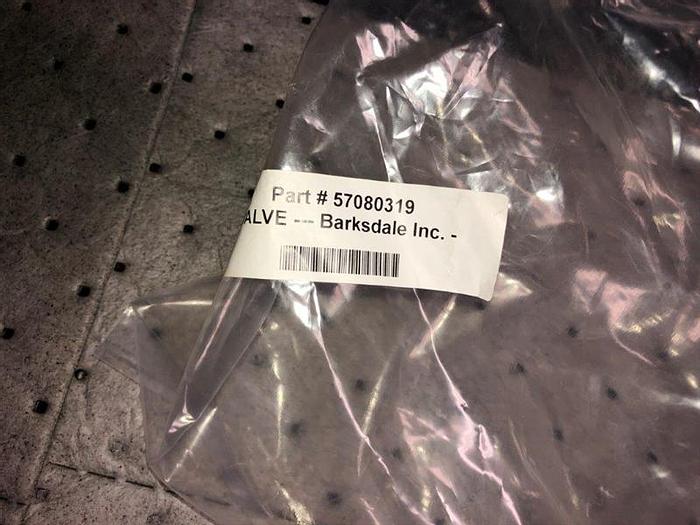 Part # 57080319
ALVE --- Barksdale Inc. -